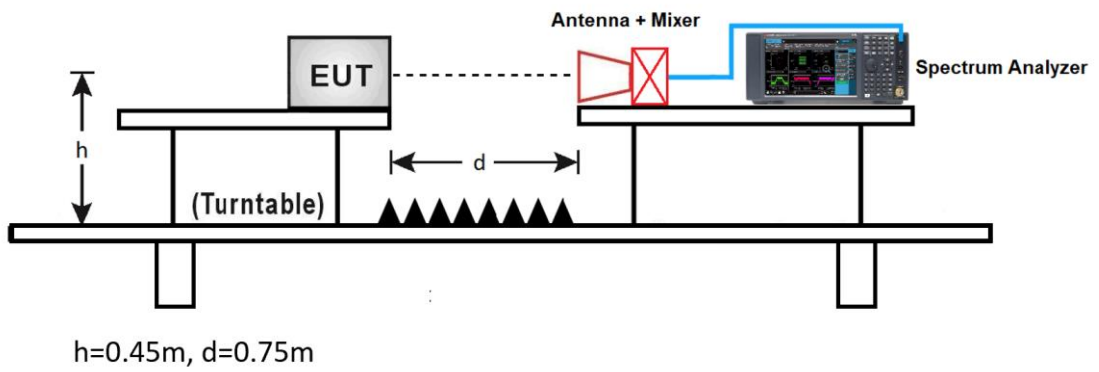 Antenna + Mixer
EUT
Spectrum Analyzer
h
d
(Turntable)
:
h=0.45m, d=0.75m